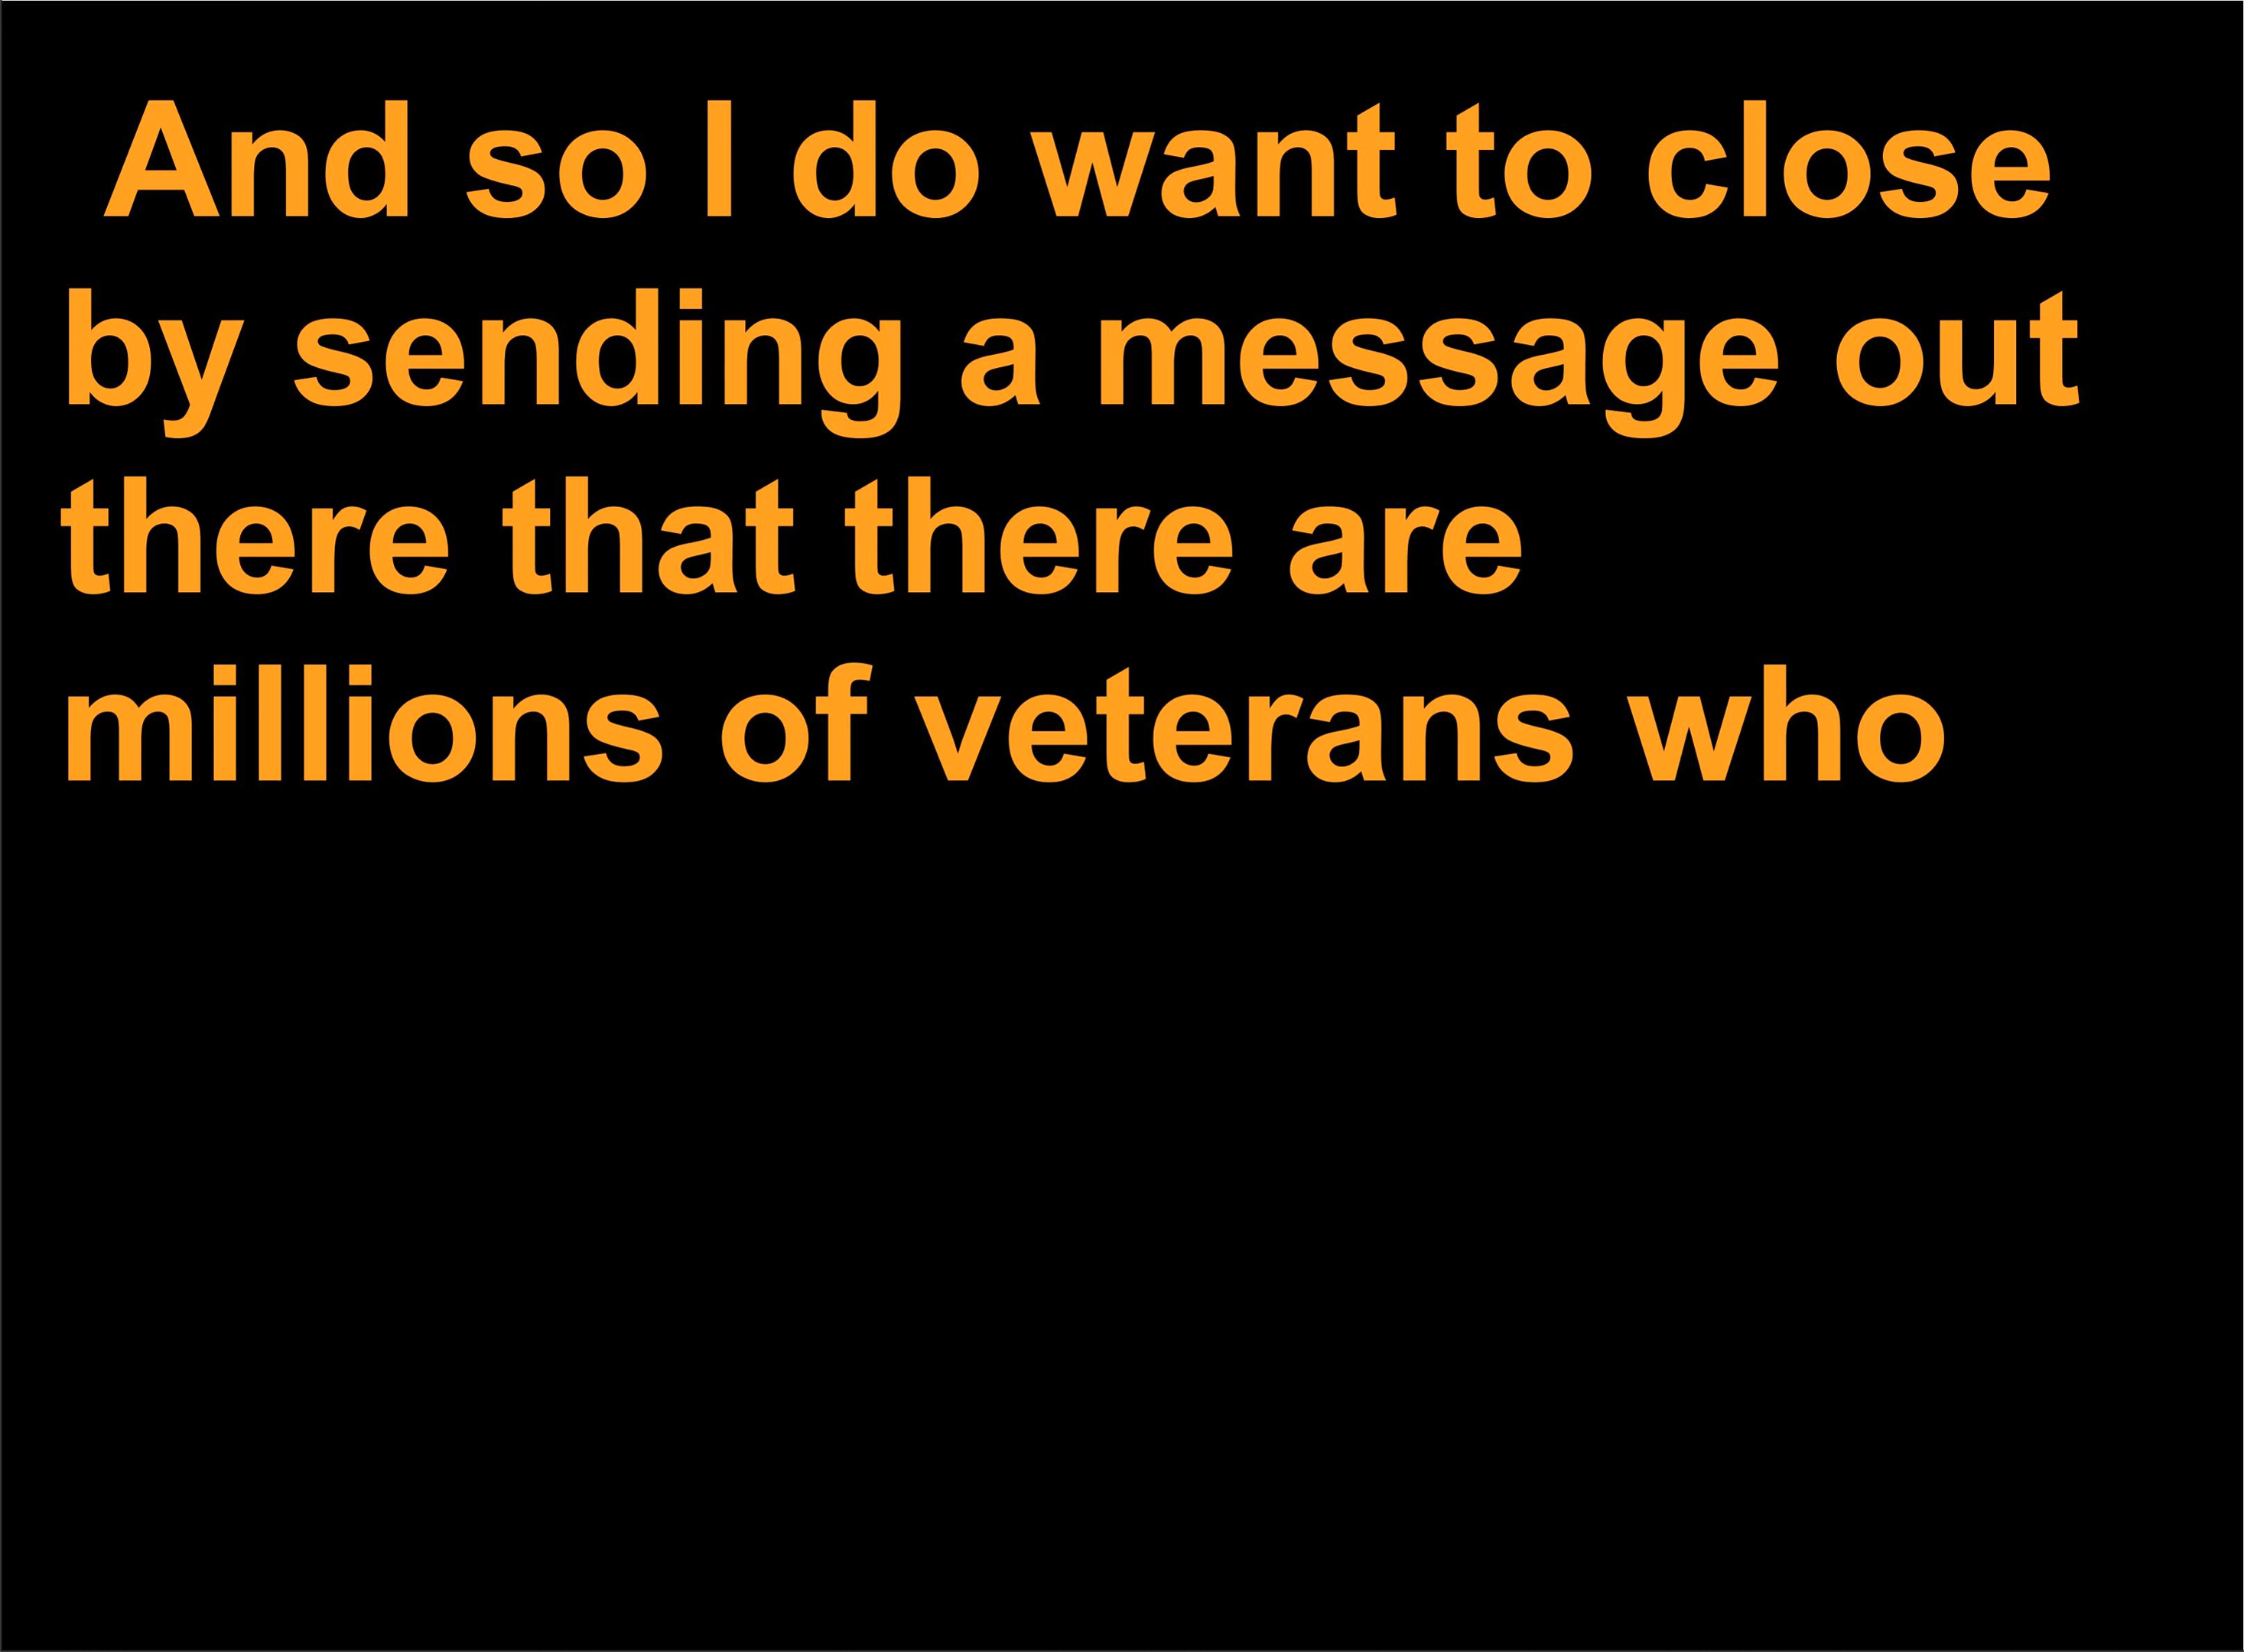 And so I do want to close
by sending a message out
there that there are
millions of veterans who